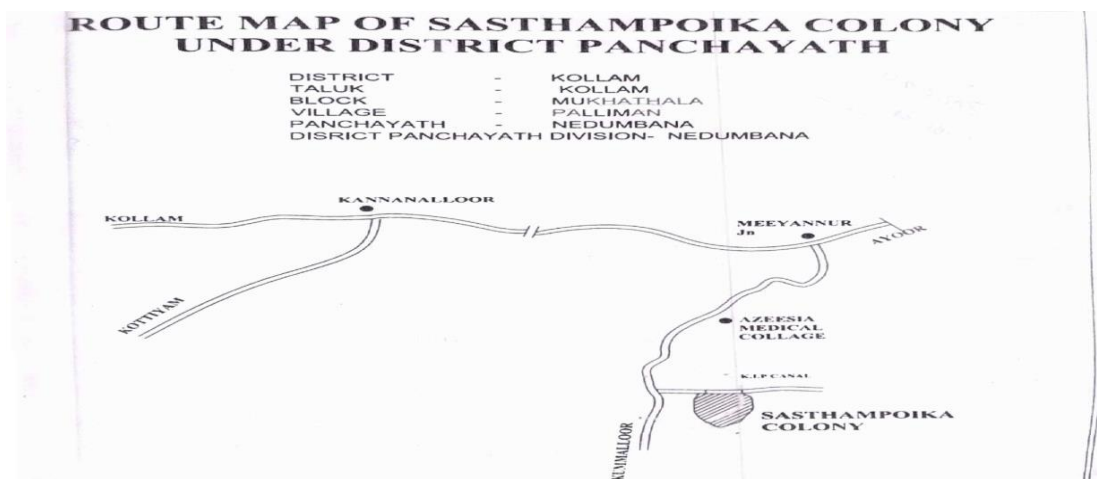 ROUTE MAP OF SASTHAMPOIKA COLONY
UNDER DISTRICT PANCHAYATH
DISTRICT - KOLLAM
TALUK - KOLLAM
BLOCK - MUKHATHALA
VILLAGE - PALLIMAN
PANCHAYATH - NEDUMBANA
DISRICT PANCHAYATH DIVISION- NEDUMBANA
KANNANALLOOR
KOLLAM
MEEYANNUR
Jn
AYOOR
KOTTIYAM
AZEESIA
MEDICAL
COLLAGE
K.I.P.CANAL
SASTHAMPOIKA
COLONY
KUMMALLOOR